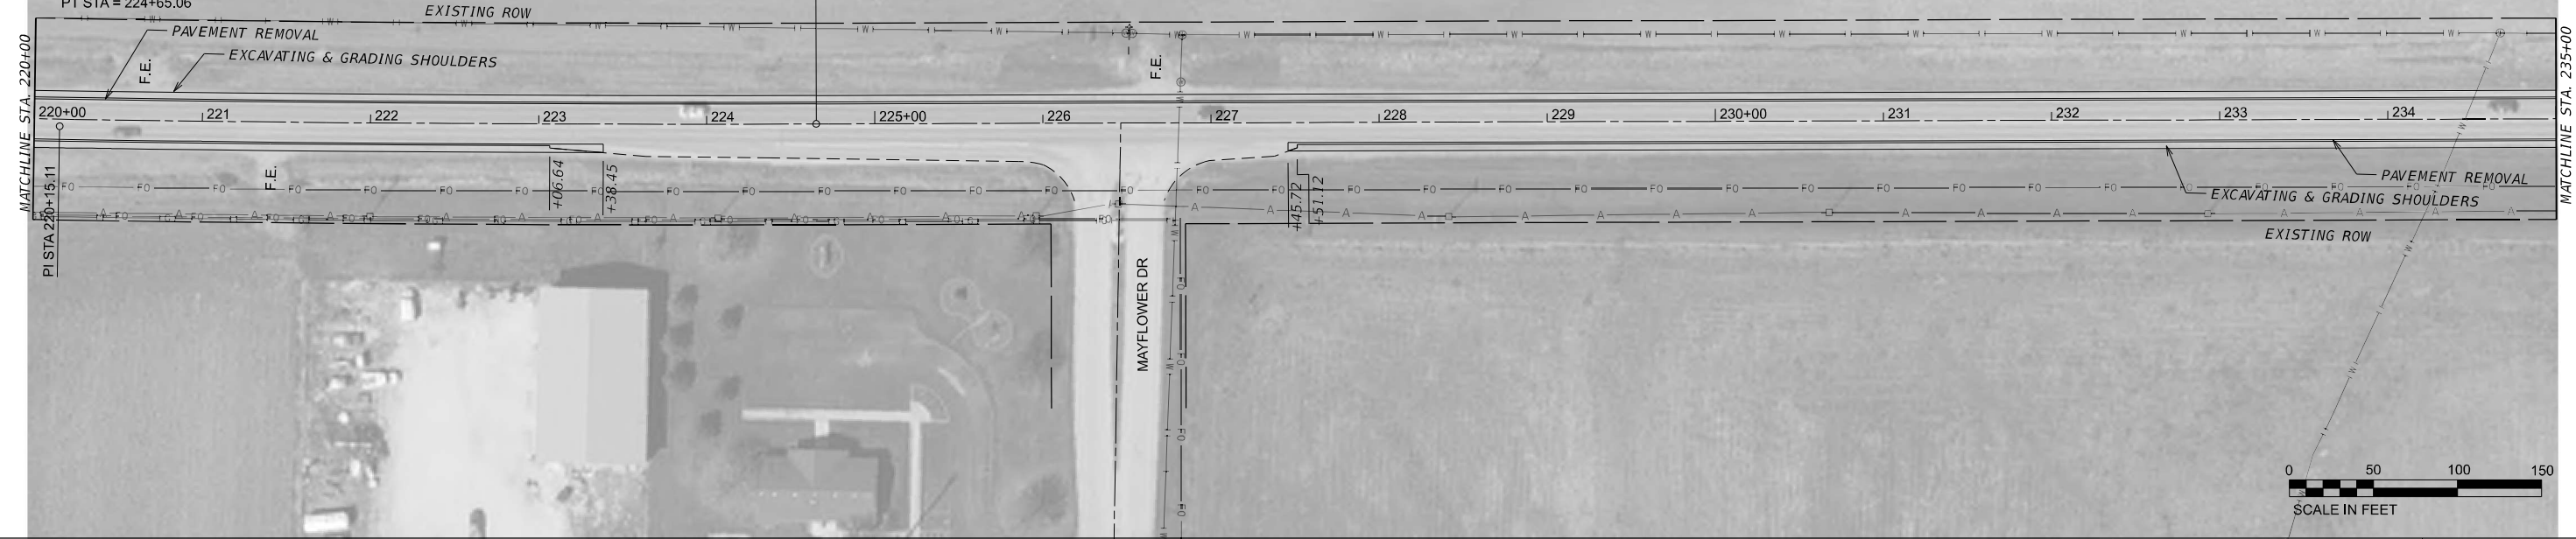 PI STA = 224+65.06
EXISTING ROW
PAVEMENT REMOVAL
EXCAVATING & GRADING SHOULDERS
F.E.
F.E.
MATCHLINE STA. 220+00
MATCHLINE STA. 235+00
220+00 221 222 223 224 225+00 226 227 228 229 230+00 231 232 233 234
PI STA 220+15.11
F.E.
+06.64
+38.45
+45.72
+51.12
PAVEMENT REMOVAL
EXCAVATING & GRADING SHOULDERS
EXISTING ROW
MAYFLOWER DR
0 50 100 150
SCALE IN FEET